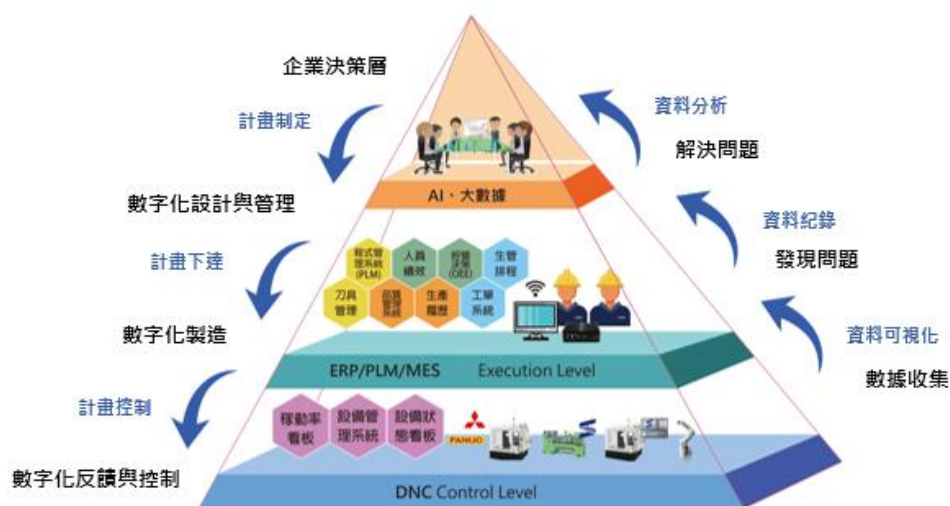 企業決策層
計畫制定
資料分析
解決問題
數字化設計與管理
AI、大數據
計畫下達
資料紀錄
發現問題
程式管
理系統
(PLM)
人員
績效
經營
決策
(OEE)
生管
排程
刀具
管理
品質
管理
系統
生產
履歷
工單
系統
數字化製造
資料可視化
ERP/PLM/MES Execution Level
數據收集
計畫控制
稼動率
看板
設備管
理系統
設備狀
態看板
FANUC
數字化反饋與控制
DNC Control Level